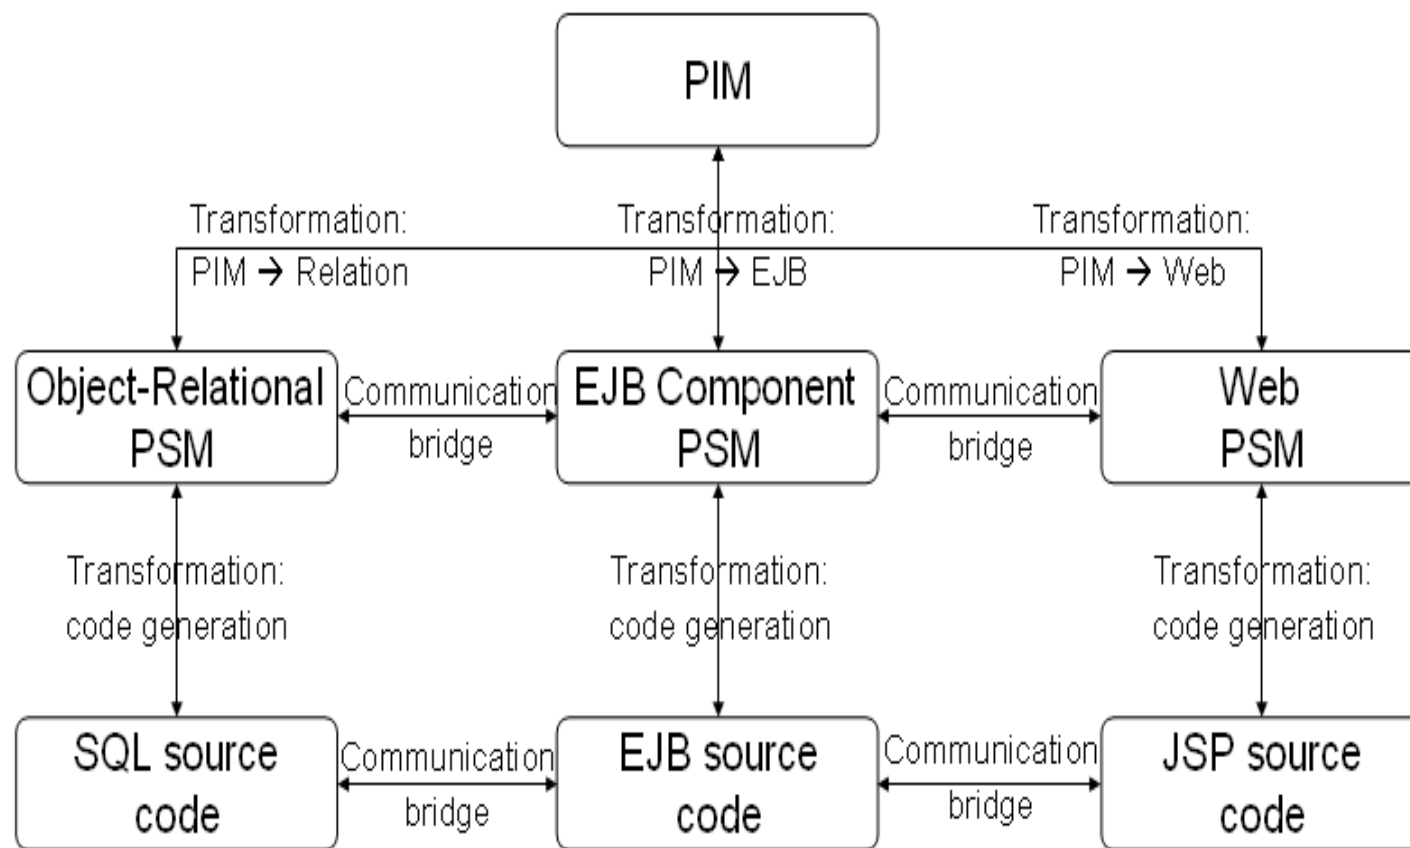 PIM
Transformation:
PIM → Relation
Transformation:
PIM → EJB
Transformation:
PIM → Web
Object-Relational
PSM
Communication
bridge
EJB Component
PSM
Communication
bridge
Web
PSM
Transformation:
code generation
Transformation:
code generation
Transformation:
code generation
SQL source
code
Communication
bridge
EJB source
code
Communication
bridge
JSP source
code